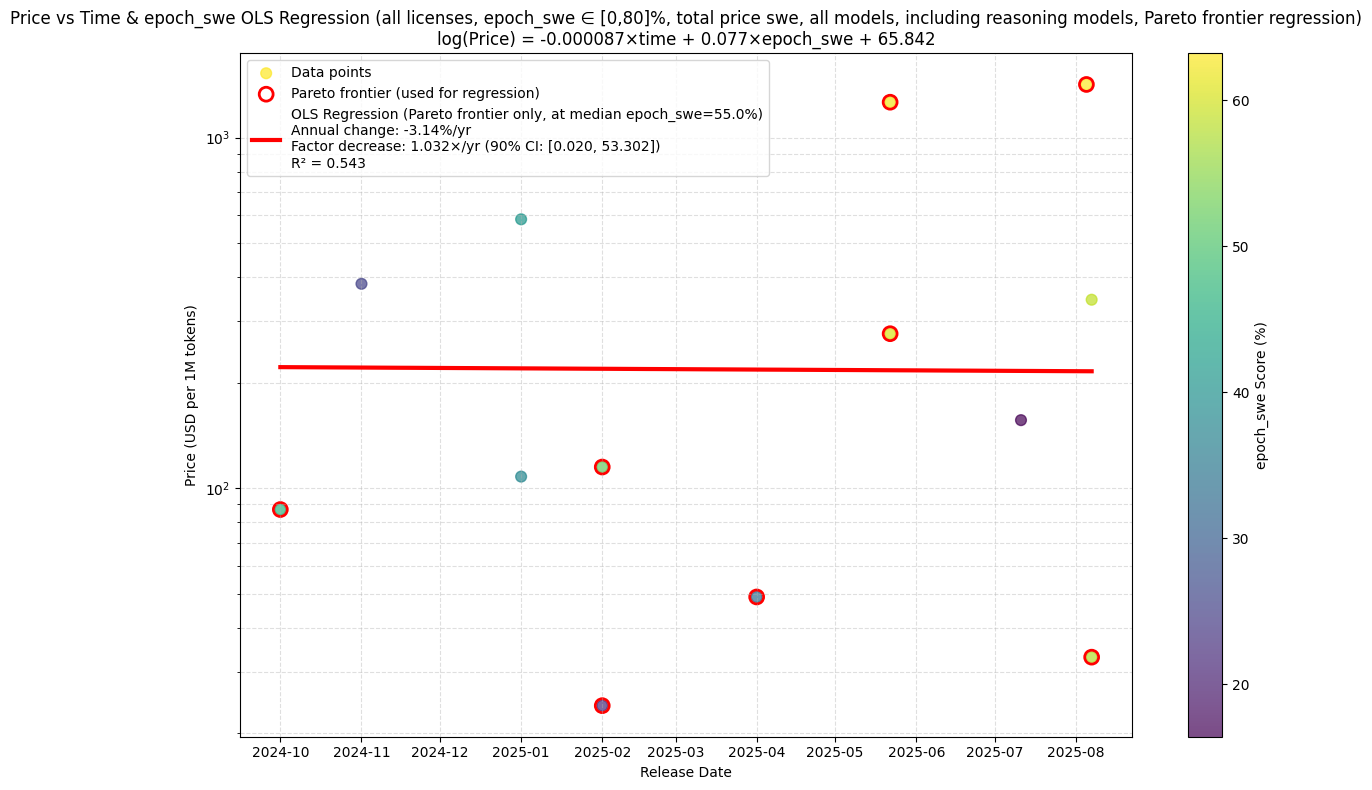 Price vs Time & epoch_swe OLS Regression (all licenses, epoch_swe ∈ [0,80]%, total price swe, all models, including reasoning models, Pareto frontier regression)
log(Price) = -0.000087×time + 0.077×epoch_swe + 65.842
Data points
Pareto frontier (used for regression)
OLS Regression (Pareto frontier only, at median epoch_swe=55.0%)
Annual change: -3.14%/yr
Factor decrease: 1.032×/yr (90% CI: [0.020, 53.302])
R² = 0.543
Price (USD per 1M tokens)
10³
10²
2024-10 2024-11 2024-12 2025-01 2025-02 2025-03 2025-04 2025-05 2025-06 2025-07 2025-08
Release Date
60
50
40
30
20
epoch_swe Score (%)